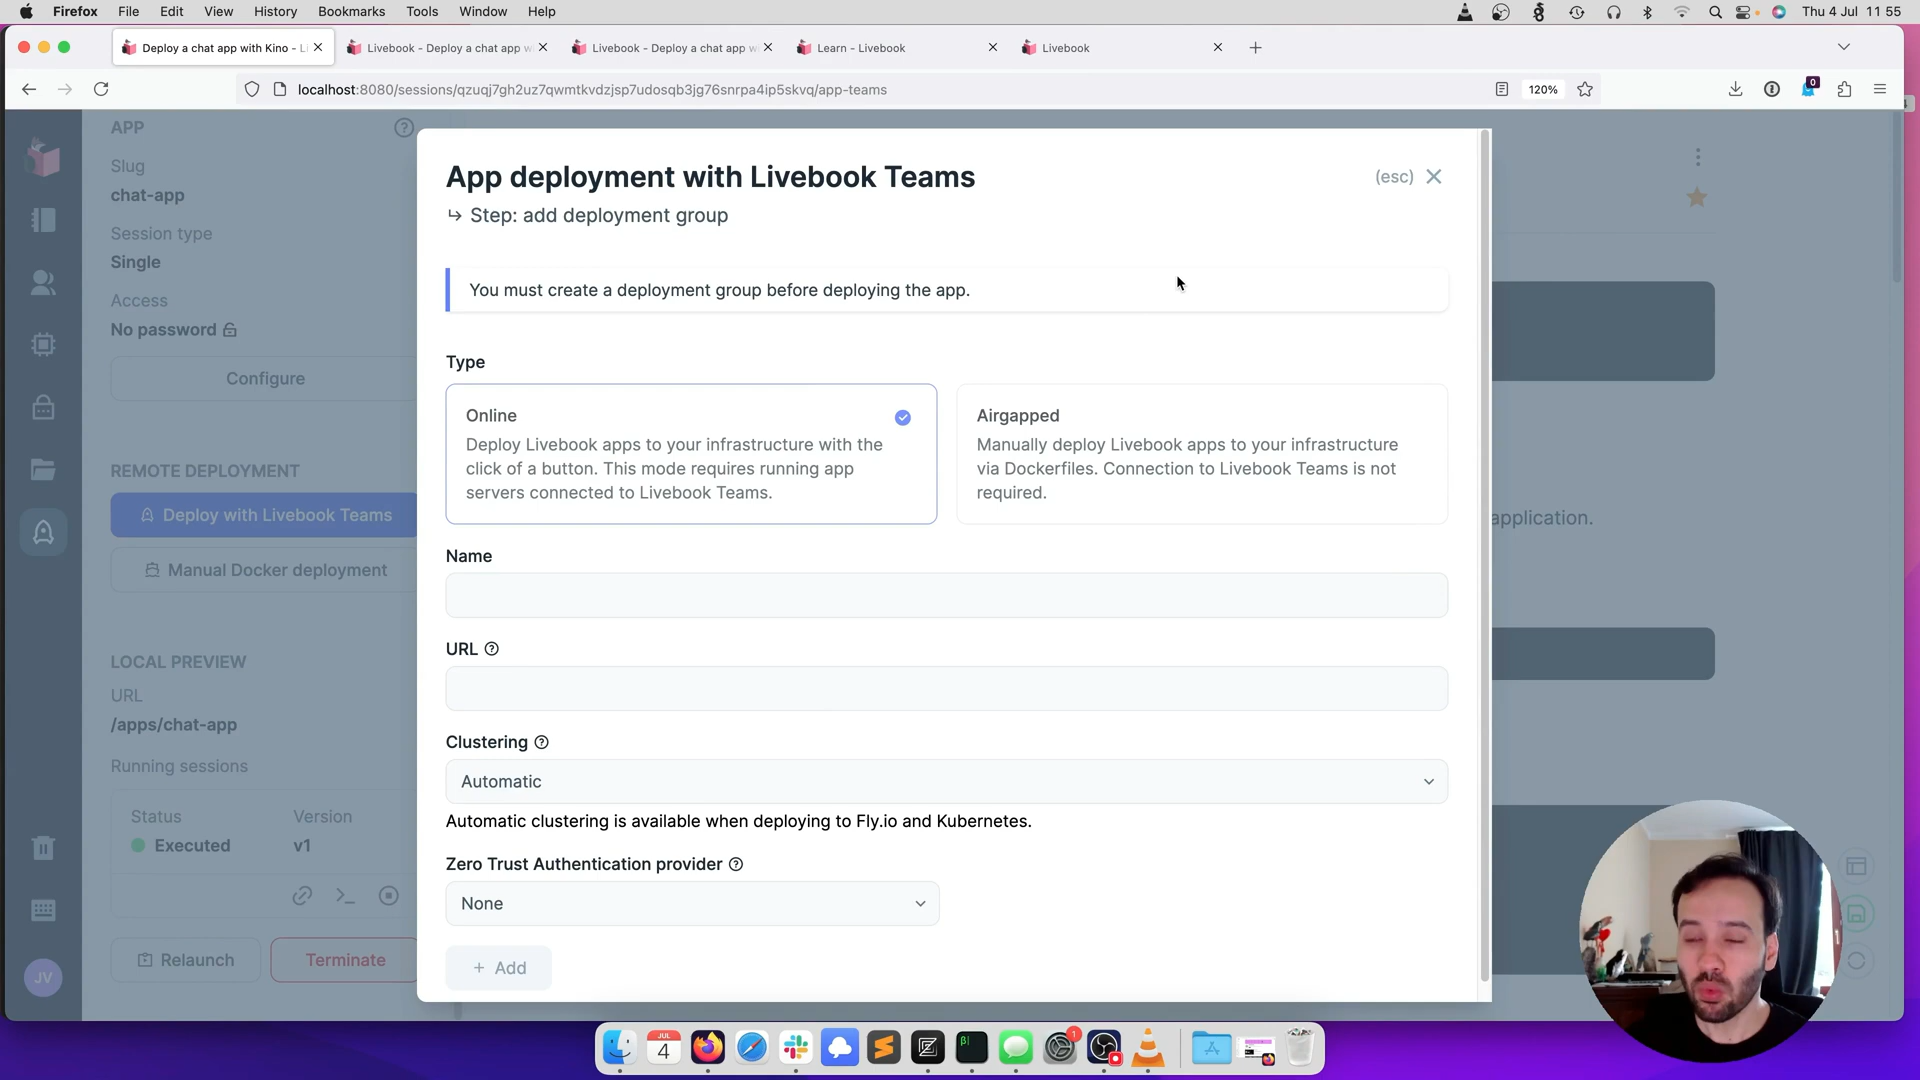 Firefox File Edit View History Bookmarks Tools Window Help Thu 4 Jul 11 55
Deploy a chat app with Kino - Li
Livebook - Deploy a chat app w
Livebook - Deploy a chat app w
Learn - Livebook
Livebook
localhost:8080/sessions/qzuqj7gh2uz7qwmtkvdzjsp7udosqb3jg76snrpa4ip5skvq/app-teams
120%
0
APP
Slug
chat-app
Session type
Single
Access
No password
Configure
REMOTE DEPLOYMENT
Deploy with Livebook Teams
Manual Docker deployment
LOCAL PREVIEW
URL
/apps/chat-app
Running sessions
Status Version
Executed v1
Relaunch Terminate
JV
App deployment with Livebook Teams
(esc)
↳ Step: add deployment group
You must create a deployment group before deploying the app.
Type
Online
Deploy Livebook apps to your infrastructure with the
click of a button. This mode requires running app
servers connected to Livebook Teams.
Airgapped
Manually deploy Livebook apps to your infrastructure
via Dockerfiles. Connection to Livebook Teams is not
required.
Name
URL
Clustering
Automatic
Automatic clustering is available when deploying to Fly.io and Kubernetes.
Zero Trust Authentication provider
None
+ Add
application.
JUL
4
1